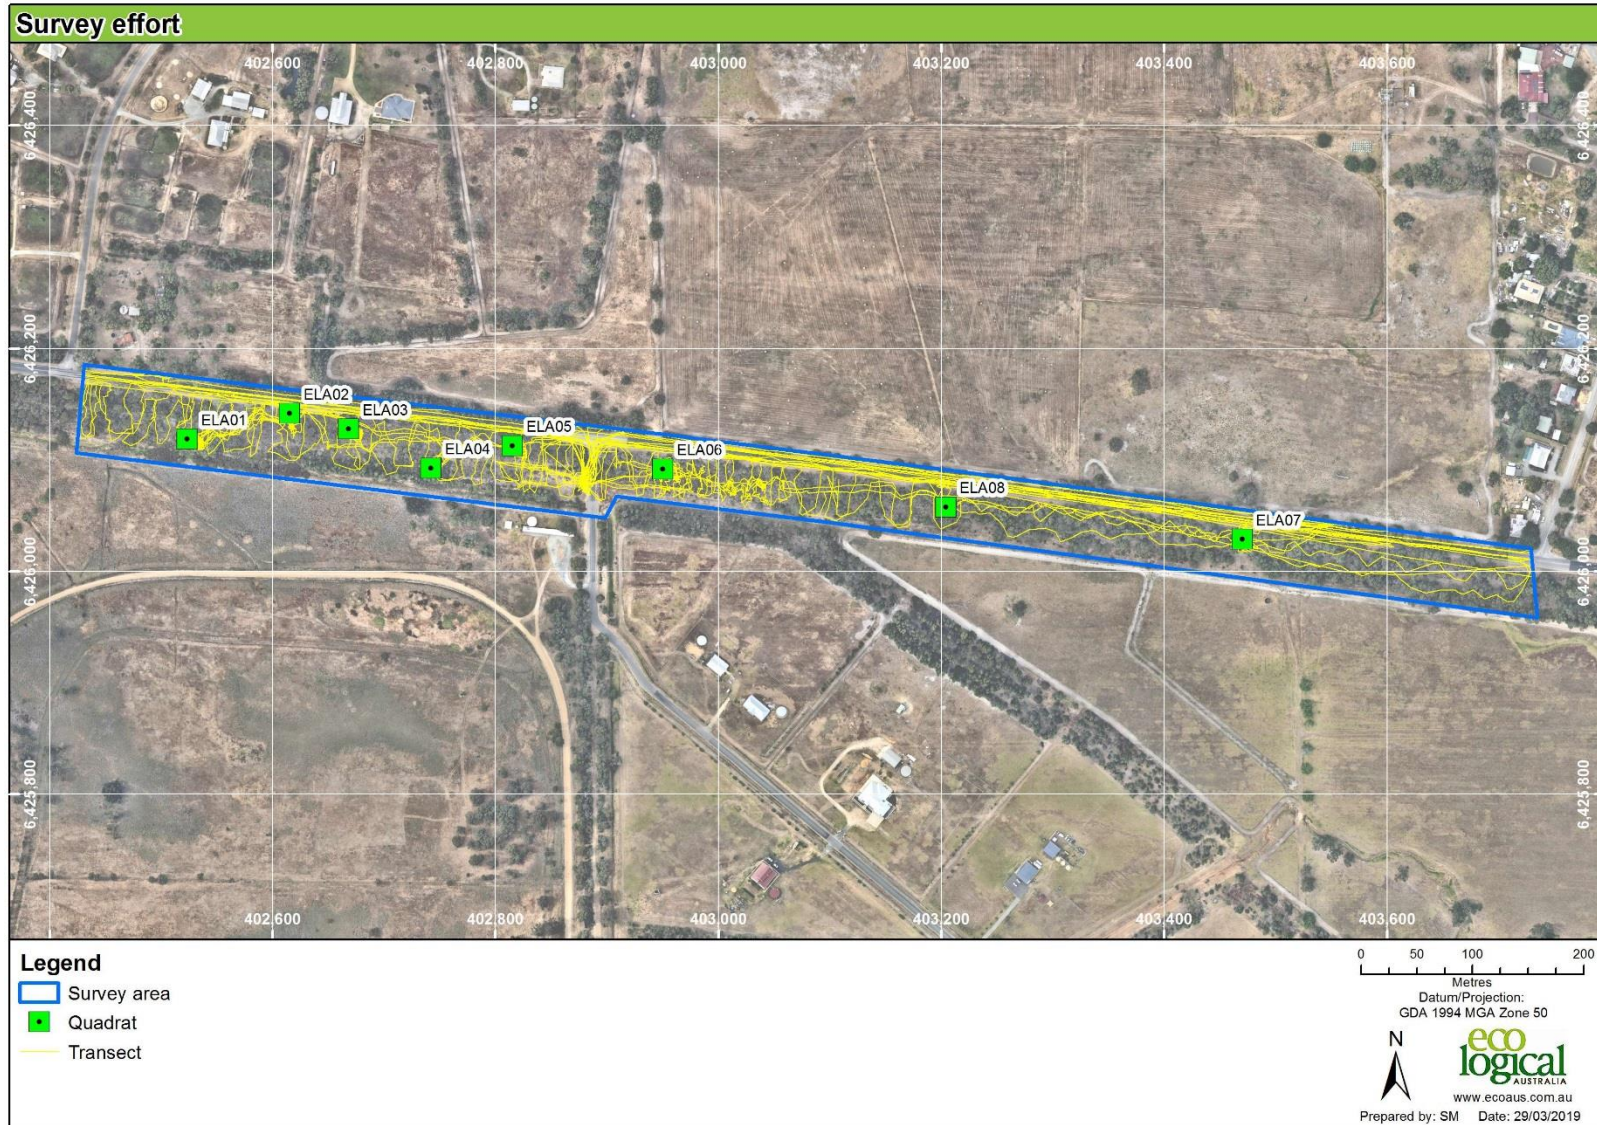 Survey effort
402,600 402,800 403,000 403,200 403,400 403,600
6,426,400 6,426,400
6,426,200 6,426,200
ELA02
ELA03
ELA01
ELA05
ELA04
ELA06
ELA08
ELA07
6,426,000 6,426,000
6,425,800 6,425,800
402,600 402,800 403,000 403,200 403,400 403,600
Legend
Survey area
Quadrat
Transect
0 50 100 200
Metres
Datum/Projection:
GDA 1994 MGA Zone 50
N
eco
logical
AUSTRALIA
www.ecoaus.com.au
Prepared by: SM Date: 29/03/2019